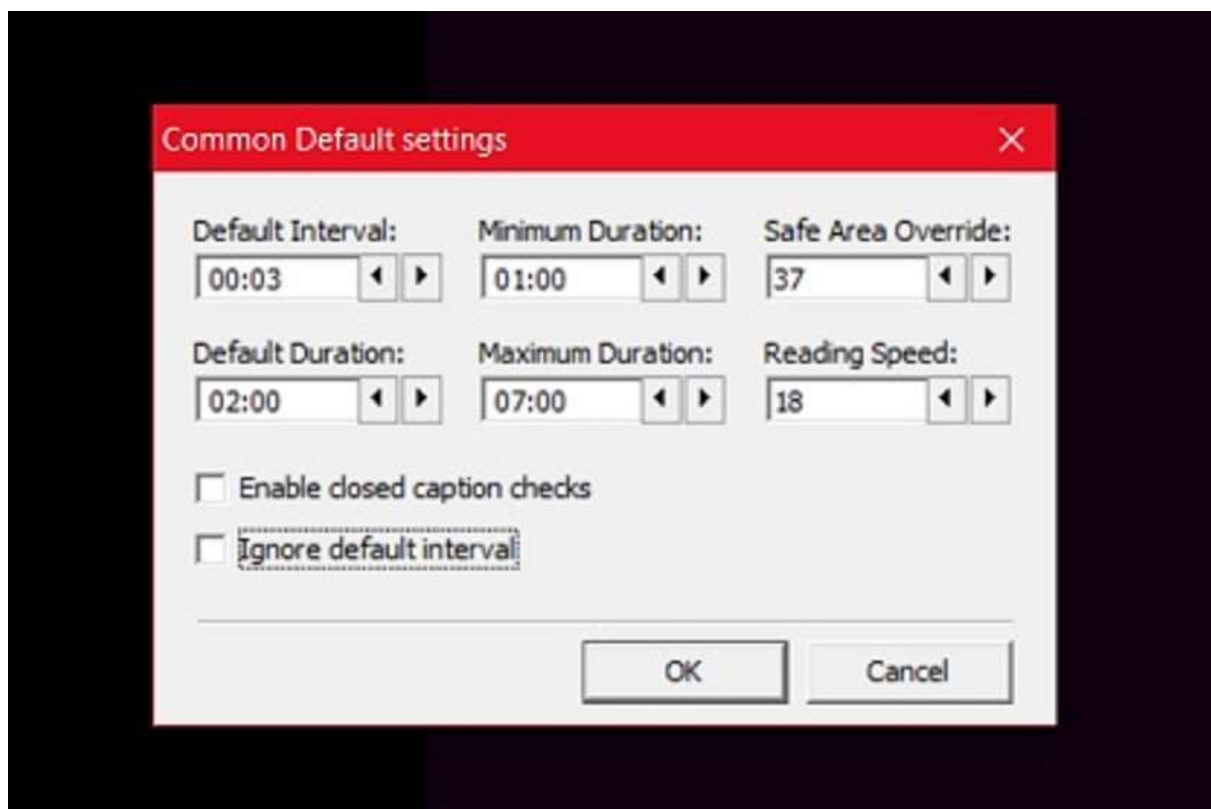 Common Default settings
Default Interval: Minimum Duration: Safe Area Override:
00:03 01:00 37
Default Duration: Maximum Duration: Reading Speed:
02:00 07:00 18
Enable closed caption checks
Ignore default interval
OK Cancel